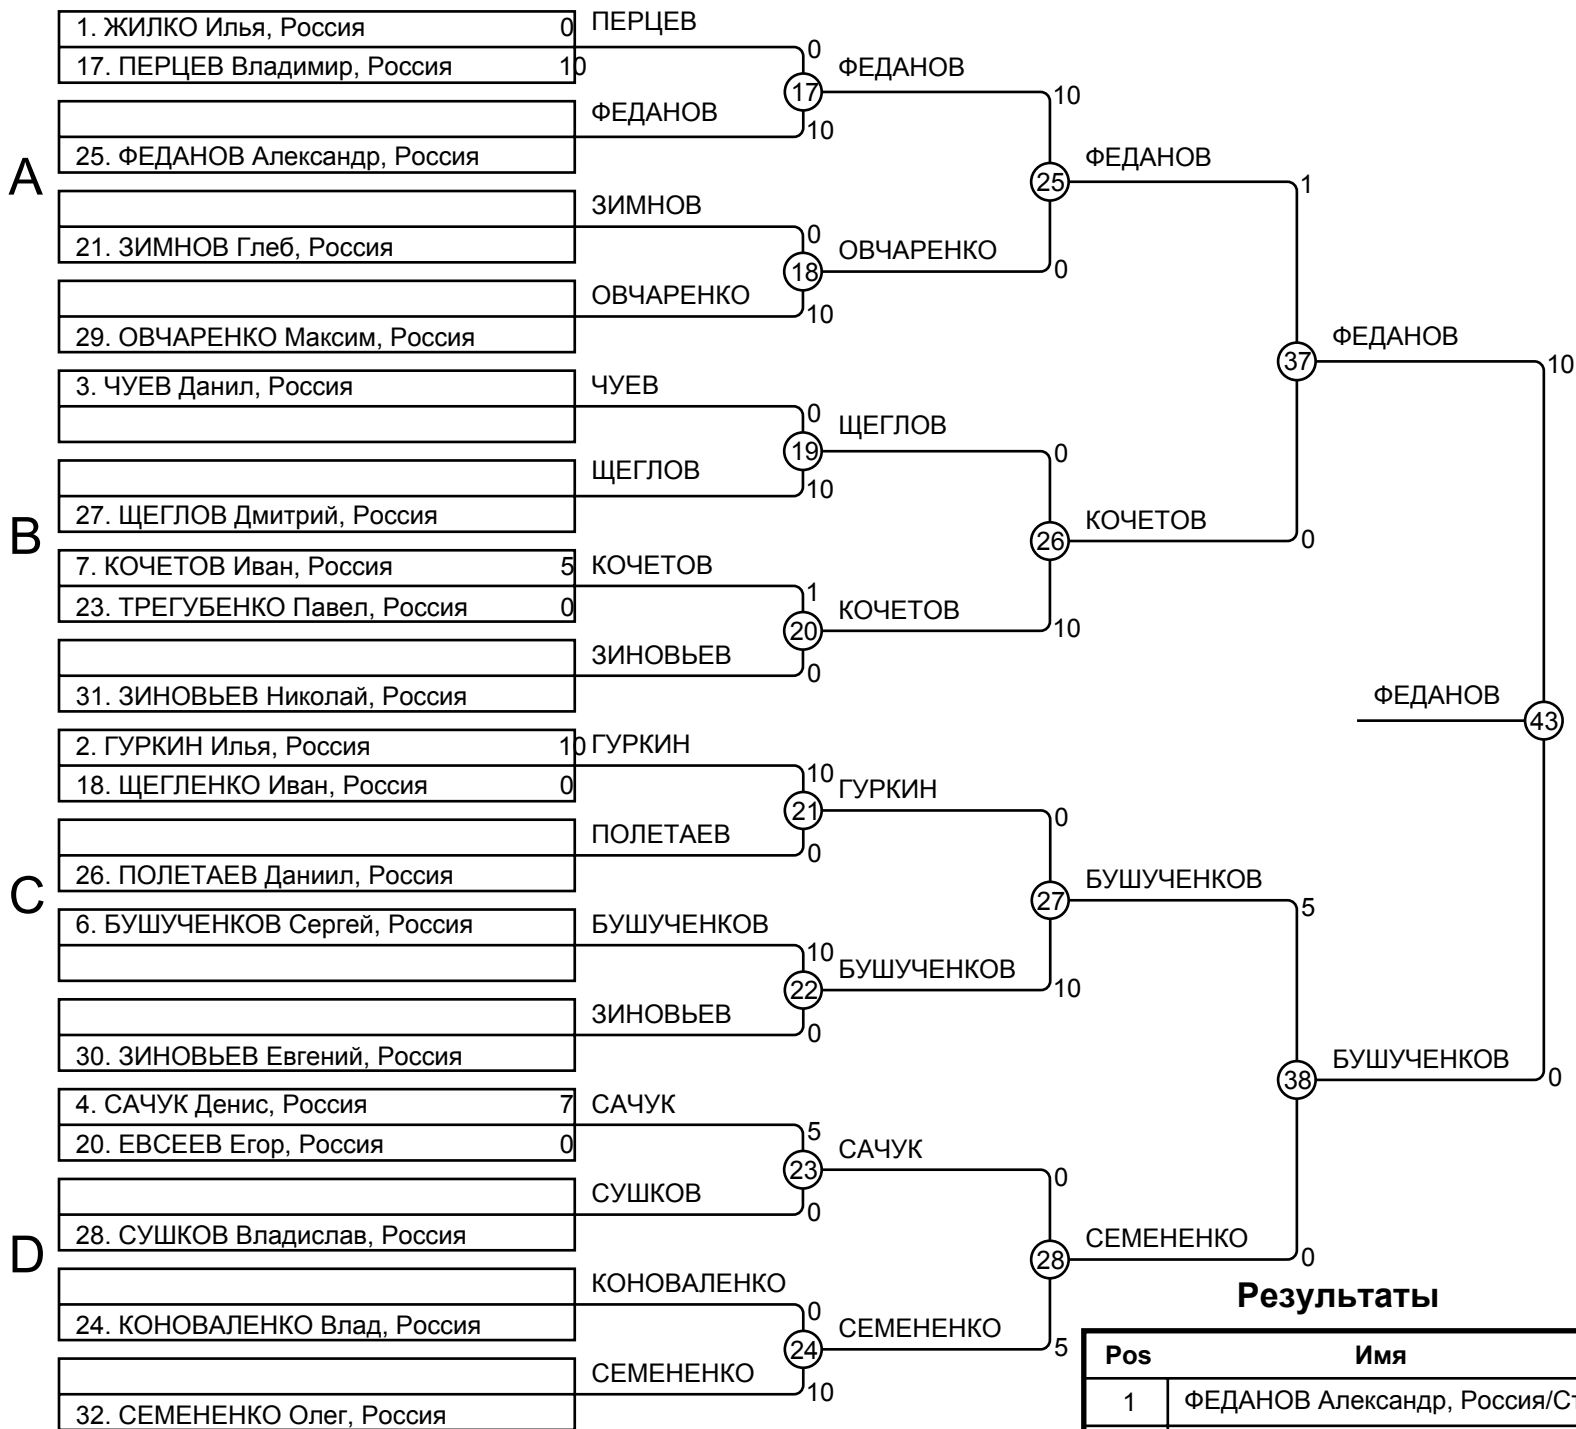 1. ЖИЛКО Илья, Россия 0
17. ПЕРЦЕВ Владимир, Россия 10
25. ФЕДАНОВ Александр, Россия
A
21. ЗИМНОВ Глеб, Россия
29. ОВЧАРЕНКО Максим, Россия
3. ЧУЕВ Данил, Россия
27. ЩЕГЛОВ Дмитрий, Россия
B
7. КОЧЕТОВ Иван, Россия 5
23. ТРЕГУБЕНКО Павел, Россия 0
31. ЗИНОВЬЕВ Николай, Россия
2. ГУРКИН Илья, Россия 10
18. ЩЕГЛЕНКО Иван, Россия 0
26. ПОЛЕТАЕВ Даниил, Россия
C
6. БУШУЧЕНКОВ Сергей, Россия
30. ЗИНОВЬЕВ Евгений, Россия
4. САЧУК Денис, Россия 7
20. ЕВСЕЕВ Егор, Россия 0
28. СУШКОВ Владислав, Россия
D
24. КОНОВАЛЕНКО Влад, Россия
32. СЕМЕНЕНКО Олег, Россия
ПЕРЦЕВ
0
17
ФЕДАНОВ
10
ЗИМНОВ
0
18
ОВЧАРЕНКО
10
ЧУЕВ
0
19
ЩЕГЛОВ
10
КОЧЕТОВ
1
20
ЗИНОВЬЕВ
0
ГУРКИН
10
21
ПОЛЕТАЕВ
0
БУШУЧЕНКОВ
10
22
ЗИНОВЬЕВ
0
САЧУК
5
23
СУШКОВ
0
КОНОВАЛЕНКО
0
24
СЕМЕНЕНКО
10
ФЕДАНОВ
10
25
ОВЧАРЕНКО
0
ЩЕГЛОВ
0
26
КОЧЕТОВ
10
ГУРКИН
0
27
БУШУЧЕНКОВ
10
САЧУК
0
28
СЕМЕНЕНКО
5
ФЕДАНОВ
1
37
КОЧЕТОВ
0
БУШУЧЕНКОВ
5
38
СЕМЕНЕНКО
0
ФЕДАНОВ
10
ФЕДАНОВ
43
БУШУЧЕНКОВ
0
Результаты
Pos Имя
1 ФЕДАНОВ Александр, Россия/Ст